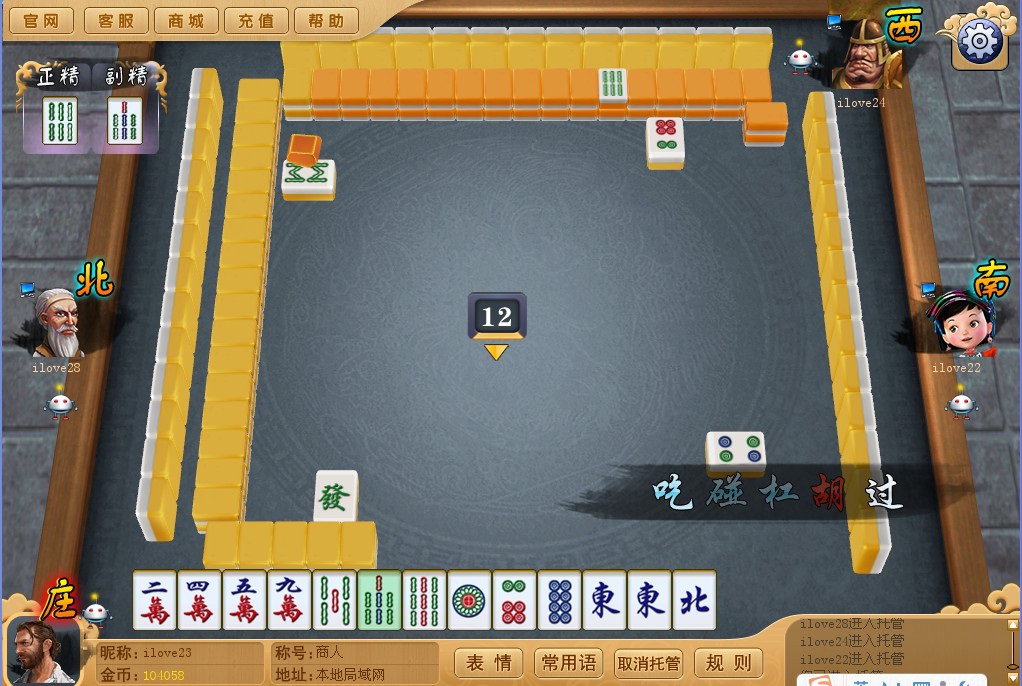 官网 客服 商城 充值 帮助
正精 副精
西
ilove24
北
ilove28
南
ilove22
12
發
吃 碰 杠 胡 过
二萬 四萬 五萬 九萬 東 東 北
庄
昵称：ilove23
金币：104058
称号：商人
地址：本地局域网
表情 常用语 取消托管 规则
ilove28进入托管
ilove24进入托管
ilove22进入托管